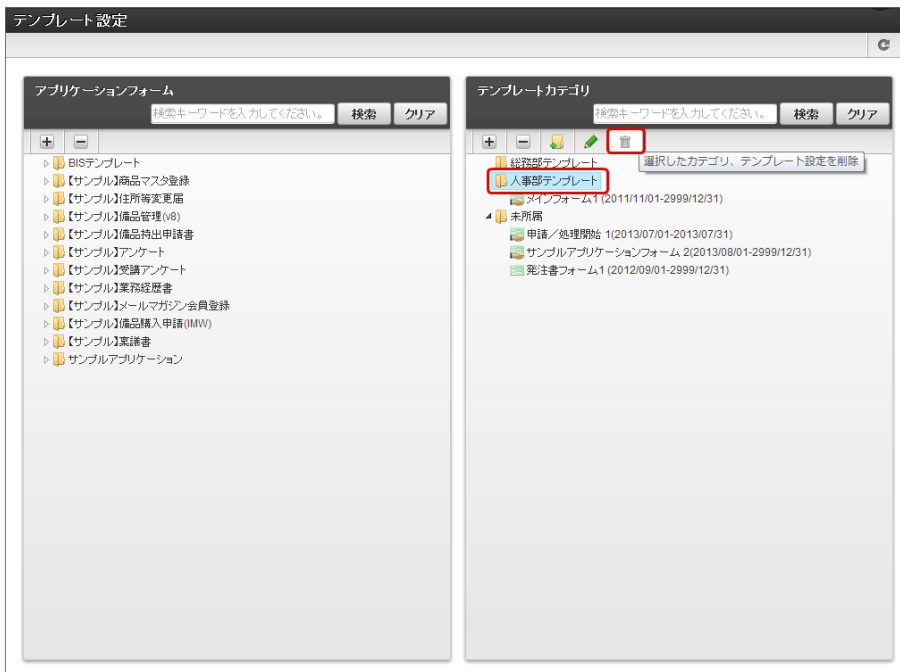 テンプレート設定
アプリケーションフォーム
検索キーワードを入力してください。 検索 クリア
BISテンプレート
【サンプル】商品マスタ登録
【サンプル】住所等変更届
【サンプル】備品管理(v8)
【サンプル】備品持出申請書
【サンプル】アンケート
【サンプル】受講アンケート
【サンプル】業務経歴書
【サンプル】メールマガジン会員登録
【サンプル】備品購入申請(IMW)
【サンプル】稟議書
サンプルアプリケーション
テンプレートカテゴリ
検索キーワードを入力してください。 検索 クリア
選択したカテゴリ、テンプレート設定を削除
総務部テンプレート
人事部テンプレート
メインフォーム1 (2011/11/01-2999/12/31)
未所属
申請／処理開始 1(2013/07/01-2013/07/31)
サンプルアプリケーションフォーム 2(2013/08/01-2999/12/31)
発注書フォーム1 (2012/09/01-2999/12/31)